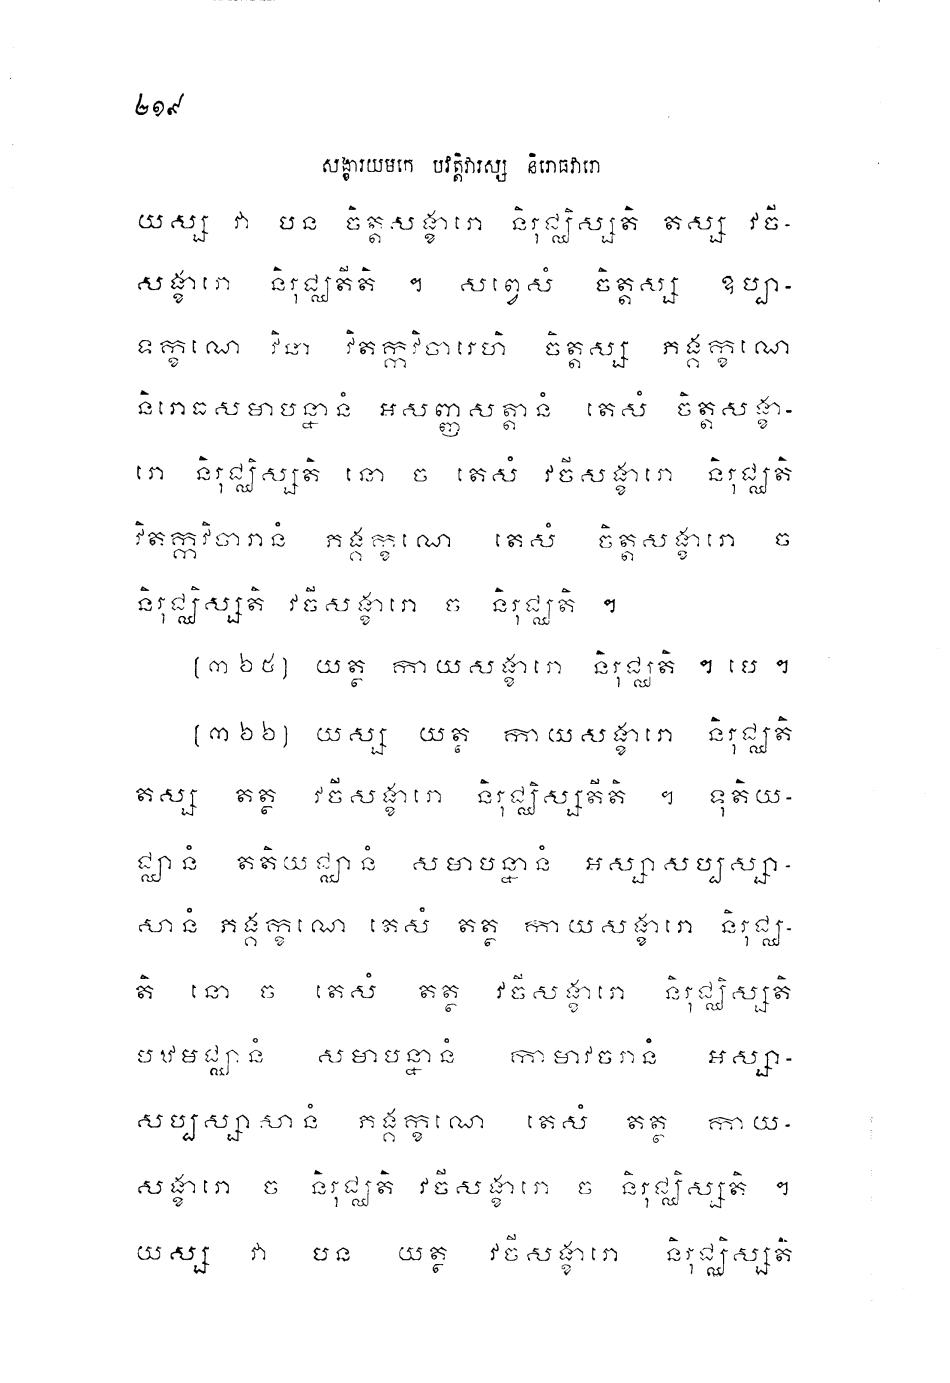 ២១៩
សង្ខារយមកេ បវត្តិវារស្ស និរោធវារោ
យស្ស វា បន ចិត្តសង្ខារោ និរុជ្ឈិស្សតិ តស្ស វចី-
សង្ខារោ និរុជ្ឈតីតិ ។ សព្វេសំ ចិត្តស្ស ឧប្បា-
ទក្ខណេ វិនា វិតក្កវិចារេហិ ចិត្តស្ស ភង្គក្ខណេ
និរោធសមាបន្នានំ អសញ្ញសត្តានំ តេសំ ចិត្តសង្ខា-
រោ និរុជ្ឈិស្សតិ នោ ច តេសំ វចីសង្ខារោ និរុជ្ឈតិ
វិតក្កវិចារានំ ភង្គក្ខណេ តេសំ ចិត្តសង្ខារោ ច
និរុជ្ឈិស្សតិ វចីសង្ខារោ ច និរុជ្ឈតិ ។
[៣៦៥] យត្ថ កាយសង្ខារោ និរុជ្ឈតិ ។ បេ ។
[៣៦៦] យស្ស យត្ថ កាយសង្ខារោ និរុជ្ឈតិ
តស្ស តត្ថ វចីសង្ខារោ និរុជ្ឈិស្សតីតិ ។ ទុតិយ-
ជ្ឈានំ តតិយជ្ឈានំ សមាបន្នានំ អស្សាសប្បស្សា-
សានំ ភង្គក្ខណេ តេសំ តត្ថ កាយសង្ខារោ និរុជ្ឈ-
តិ នោ ច តេសំ តត្ថ វចីសង្ខារោ និរុជ្ឈិស្សតិ
បឋមជ្ឈានំ សមាបន្នានំ កាមាវចរានំ អស្សា-
សប្បស្សាសានំ ភង្គក្ខណេ តេសំ តត្ថ កាយ-
សង្ខារោ ច និរុជ្ឈតិ វចីសង្ខារោ ច និរុជ្ឈិស្សតិ ។
យស្ស វា បន យត្ថ វចីសង្ខារោ និរុជ្ឈិស្សតិ